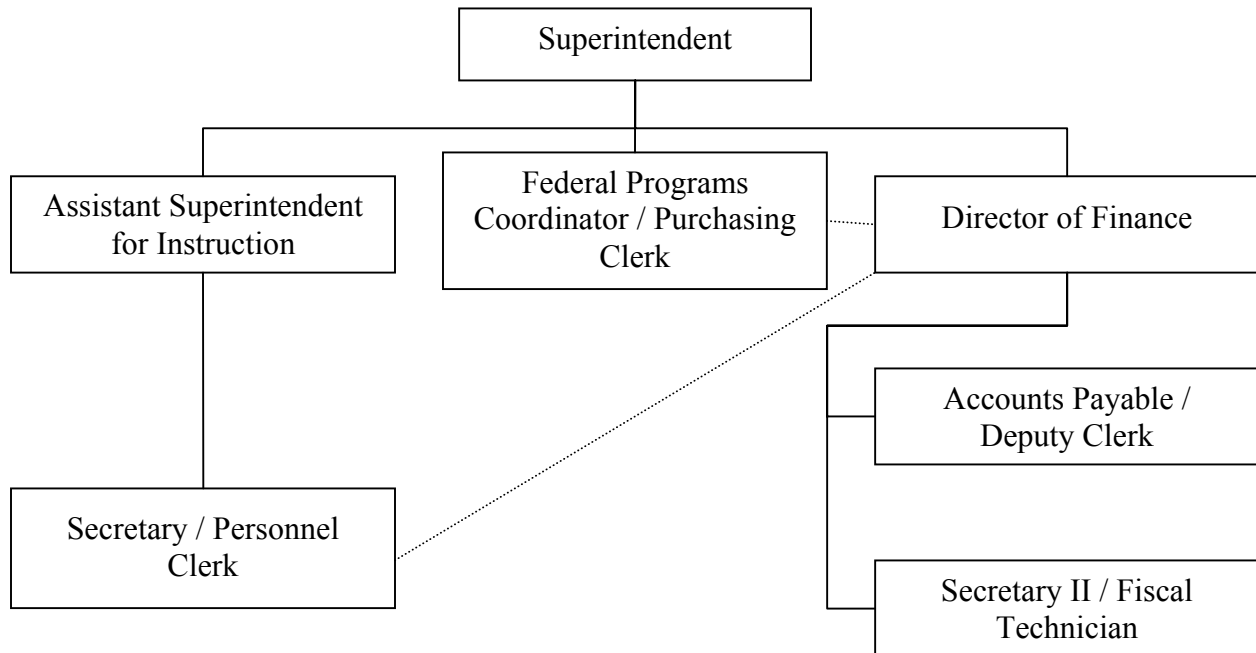 Superintendent
Assistant Superintendent
for Instruction
Federal Programs
Coordinator / Purchasing
Clerk
Director of Finance
Accounts Payable /
Deputy Clerk
Secretary / Personnel
Clerk
Secretary II / Fiscal
Technician